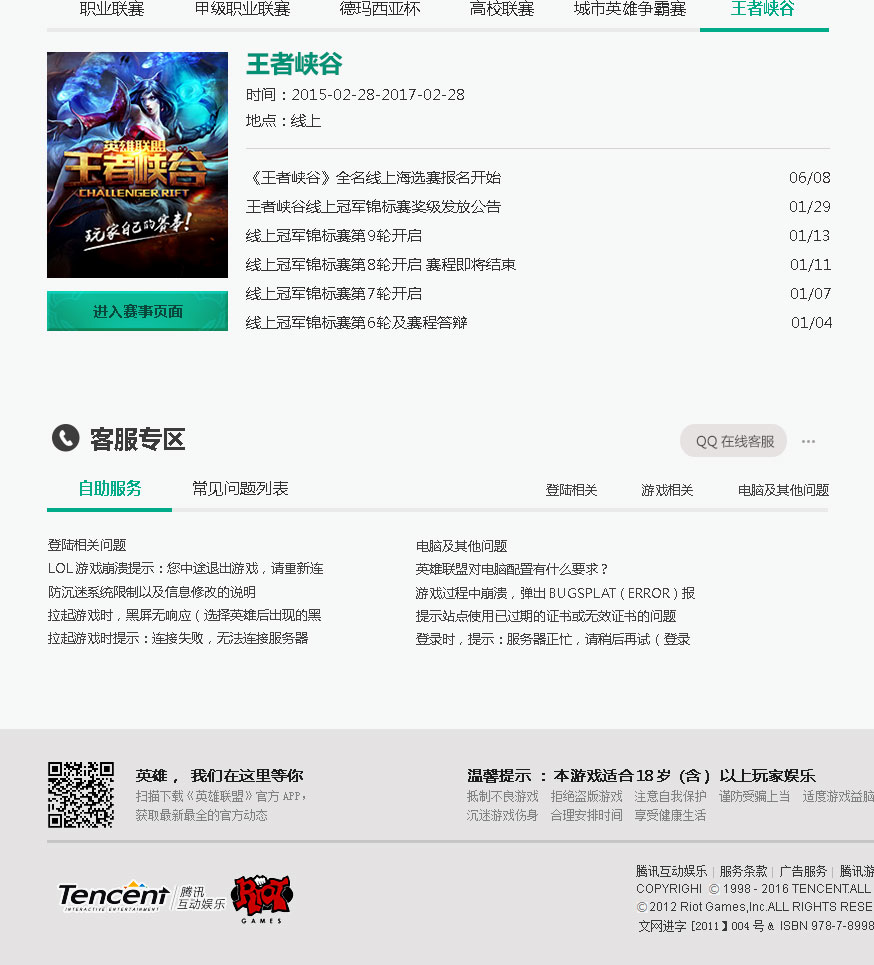 职业联赛 甲级职业联赛 德玛西亚杯 高校联赛 城市英雄争霸赛 王者峡谷
王者峡谷
时间：2015-02-28-2017-02-28
地点：线上
英雄联盟
王者峡谷
CHALLENGER RIFT
玩家自己的赛事!
进入赛事页面
《王者峡谷》全名线上海选赛报名开始 06/08
王者峡谷线上冠军锦标赛奖级发放公告 01/29
线上冠军锦标赛第9轮开启 01/13
线上冠军锦标赛第8轮开启 赛程即将结束 01/11
线上冠军锦标赛第7轮开启 01/07
线上冠军锦标赛第6轮及赛程答辩 01/04
客服专区
QQ 在线客服 ···
自助服务 常见问题列表 登陆相关 游戏相关 电脑及其他问题
登陆相关问题
LOL 游戏崩溃提示：您中途退出游戏，请重新连
防沉迷系统限制以及信息修改的说明
拉起游戏时，黑屏无响应（选择英雄后出现的黑
拉起游戏时提示：连接失败，无法连接服务器
电脑及其他问题
英雄联盟对电脑配置有什么要求？
游戏过程中崩溃，弹出 BUGSPLAT（ERROR）报
提示站点使用已过期的证书或无效证书的问题
登录时，提示：服务器正忙，请稍后再试（登录
英雄， 我们在这里等你
扫描下载《英雄联盟》官方 APP，
获取最新最全的官方动态
温馨提示 ：本游戏适合18岁（含）以上玩家娱乐
抵制不良游戏 拒绝盗版游戏 注意自我保护 谨防受骗上当 适度游戏益脑
沉迷游戏伤身 合理安排时间 享受健康生活
Tencent 腾讯
INTERACTIVE ENTERTAINMENT 互动娱乐
RIOT
GAMES
腾讯互动娱乐 | 服务条款 | 广告服务 | 腾讯游
COPYRIGHI © 1998 - 2016 TENCENT.ALL
© 2012 Riot Games,Inc.ALL RIGHTS RESE
文网进字【2011】004 号 & ISBN 978-7-8998